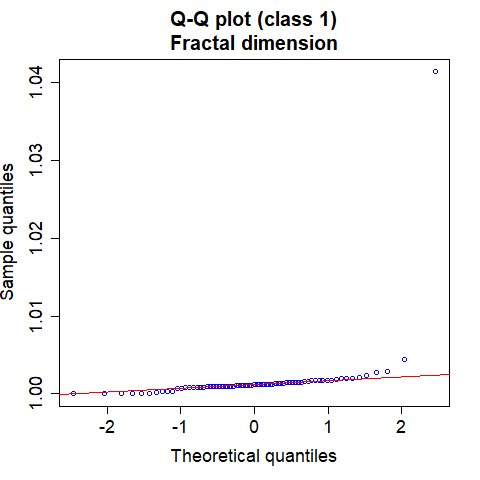 Q-Q plot (class 1)
Fractal dimension
Sample quantiles
1.04
1.03
1.02
1.01
1.00
-2 -1 0 1 2
Theoretical quantiles